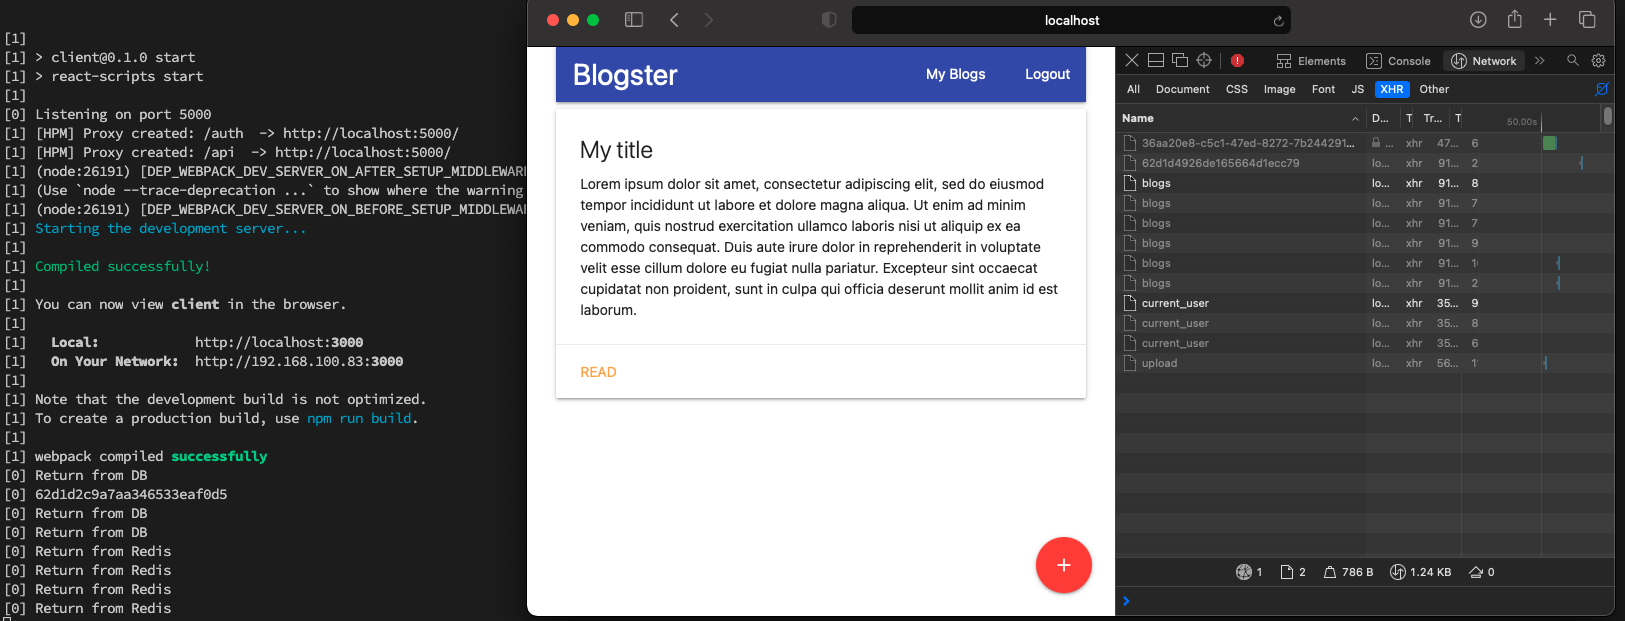 [1]
[1] > client@0.1.0 start
[1] > react-scripts start
[1]
[0] Listening on port 5000
[1] [HPM] Proxy created: /auth  -> http://localhost:5000/
[1] [HPM] Proxy created: /api  -> http://localhost:5000/
[1] (node:26191) [DEP_WEBPACK_DEV_SERVER_ON_AFTER_SETUP_MIDDLEWAR
[1] (Use `node --trace-deprecation ...` to show where the warning
[1] (node:26191) [DEP_WEBPACK_DEV_SERVER_ON_BEFORE_SETUP_MIDDLEWA
[1] Starting the development server...
[1]
[1] Compiled successfully!
[1]
[1] You can now view client in the browser.
[1]
[1]   Local:            http://localhost:3000
[1]   On Your Network:  http://192.168.100.83:3000
[1]
[1] Note that the development build is not optimized.
[1] To create a production build, use npm run build.
[1]
[1] webpack compiled successfully
[0] Return from DB
[0] 62d1d2c9a7aa346533eaf0d5
[0] Return from DB
[0] Return from DB
[0] Return from Redis
[0] Return from Redis
[0] Return from Redis
[0] Return from Redis
localhost
Blogster
My Blogs
Logout
My title
Lorem ipsum dolor sit amet, consectetur adipiscing elit, sed do eiusmod
tempor incididunt ut labore et dolore magna aliqua. Ut enim ad minim
veniam, quis nostrud exercitation ullamco laboris nisi ut aliquip ex ea
commodo consequat. Duis aute irure dolor in reprehenderit in voluptate
velit esse cillum dolore eu fugiat nulla pariatur. Excepteur sint occaecat
cupidatat non proident, sunt in culpa qui officia deserunt mollit anim id est
laborum.
READ
+
Elements Console Network
All Document CSS Image Font JS XHR Other
Name D... T Tr... T 50.00s
36aa20e8-c5c1-47ed-8272-7b244291... ... xhr 47... 6
62d1d4926de165664d1ecc79 lo... xhr 91... 2
blogs lo... xhr 91... 8
blogs lo... xhr 91... 7
blogs lo... xhr 91... 7
blogs lo... xhr 91... 9
blogs lo... xhr 91... 1
blogs lo... xhr 91... 2
current_user lo... xhr 35... 9
current_user lo... xhr 35... 8
current_user lo... xhr 35... 6
upload lo... xhr 56... 1
1 2 786 B 1.24 KB 0